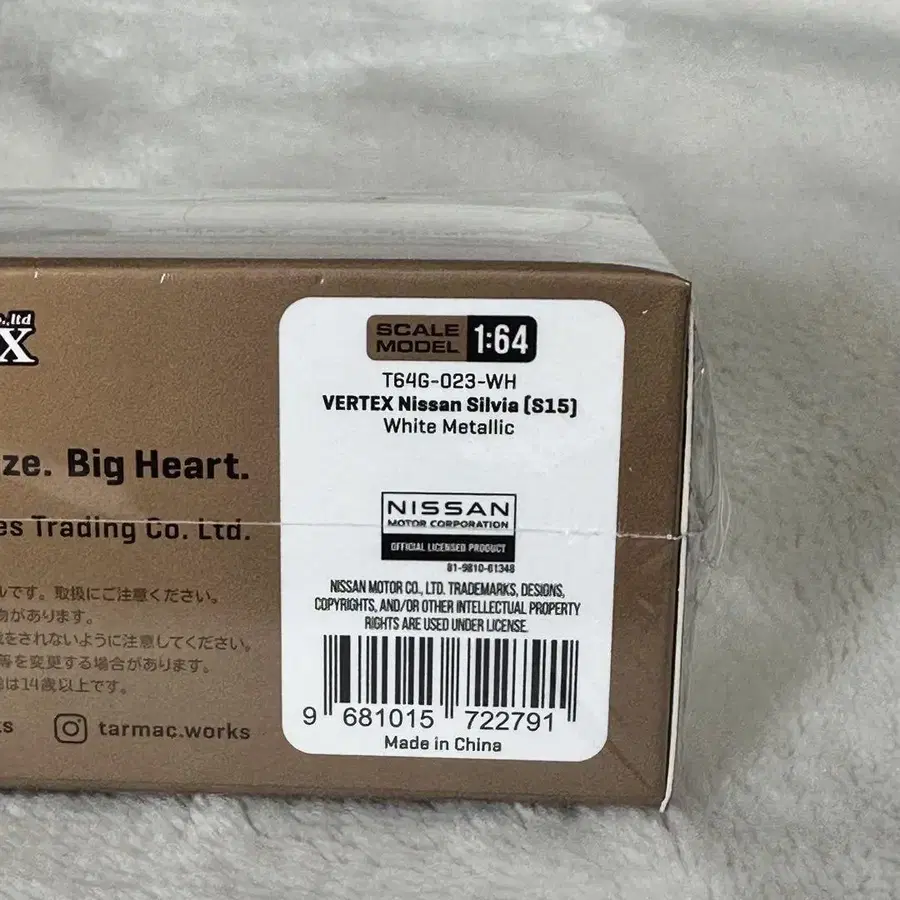 .,ltd
X
ze. Big Heart.
es Trading Co. Ltd.
ルです。取扱にご注意ください。
物があります。
をされないように注意してください。
等を変更する場合があります。
は14歳以上です。
s
tarmac.works
SCALE MODEL 1:64
T64G-023-WH
VERTEX Nissan Silvia (S15)
White Metallic
NISSAN
MOTOR CORPORATION
OFFICIAL LICENSED PRODUCT
81-9810-61348
NISSAN MOTOR CO., LTD. TRADEMARKS, DESIGNS,
COPYRIGHTS, AND/OR OTHER INTELLECTUAL PROPERTY
RIGHTS ARE USED UNDER LICENSE.
9 681015 722791
Made in China